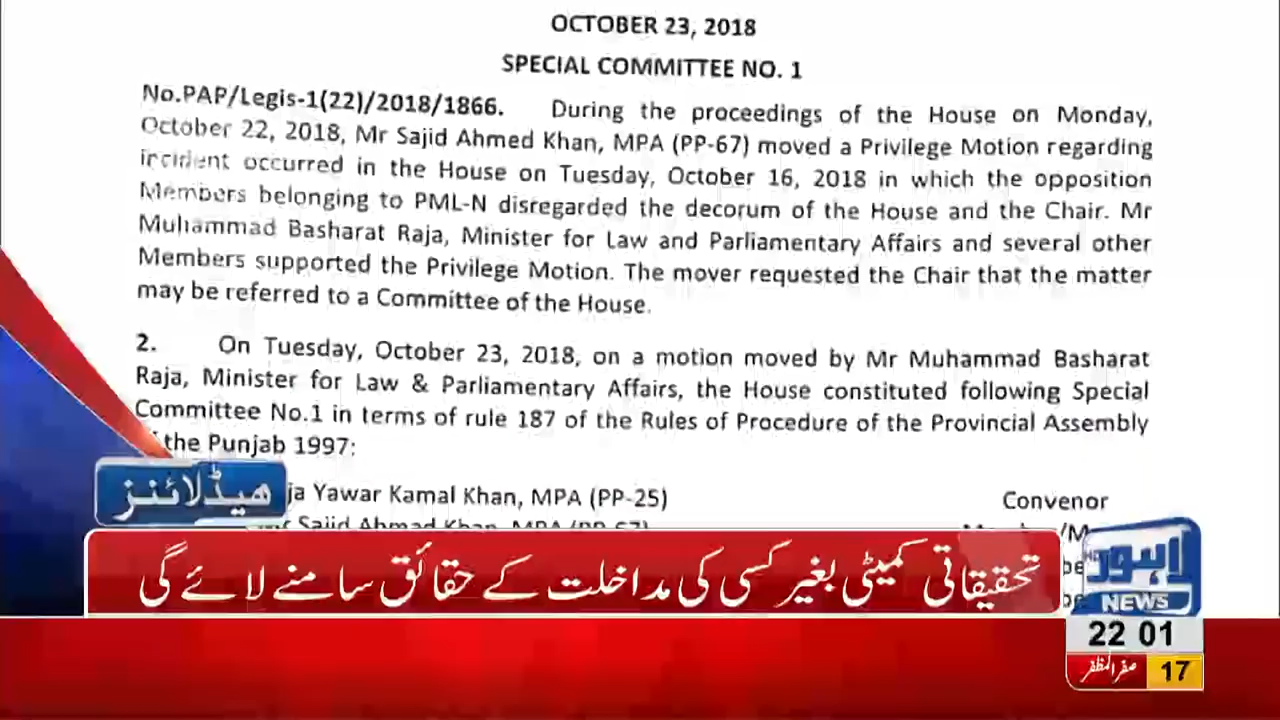 OCTOBER 23, 2018
SPECIAL COMMITTEE NO. 1
No.PAP/Legis-1(22)/2018/1866. During the proceedings of the House on Monday,
October 22, 2018, Mr Sajid Ahmed Khan, MPA (PP-67) moved a Privilege Motion regarding
incident occurred in the House on Tuesday, October 16, 2018 in which the opposition
Members belonging to PML-N disregarded the decorum of the House and the Chair. Mr
Muhammad Basharat Raja, Minister for Law and Parliamentary Affairs and several other
Members supported the Privilege Motion. The mover requested the Chair that the matter
may be referred to a Committee of the House.
2. On Tuesday, October 23, 2018, on a motion moved by Mr Muhammad Basharat
Raja, Minister for Law & Parliamentary Affairs, the House constituted following Special
Committee No.1 in terms of rule 187 of the Rules of Procedure of the Provincial Assembly
the Punjab 1997:
ja Yawar Kamal Khan, MPA (PP-25) Convenor
Sajid Ahmad Khan, MPA (PP-67)
ہیڈلائنز
تحقیقاتی کمیٹی بغیر کسی کی مداخلت کے حقائق سامنے لائے گی
لاہور
NEWS
22 01
صفر المظفر 17